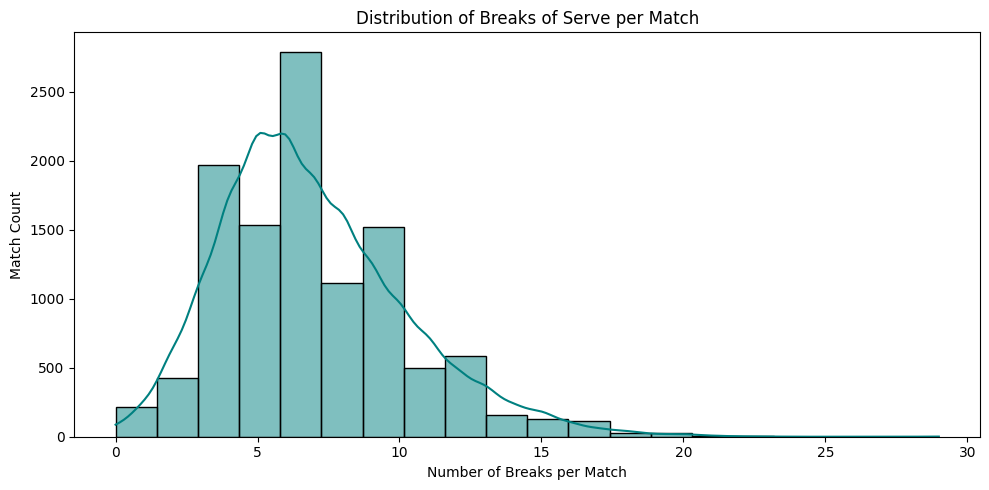 Distribution of Breaks of Serve per Match
Match Count
2500
2000
1500
1000
500
0
0 5 10 15 20 25 30
Number of Breaks per Match